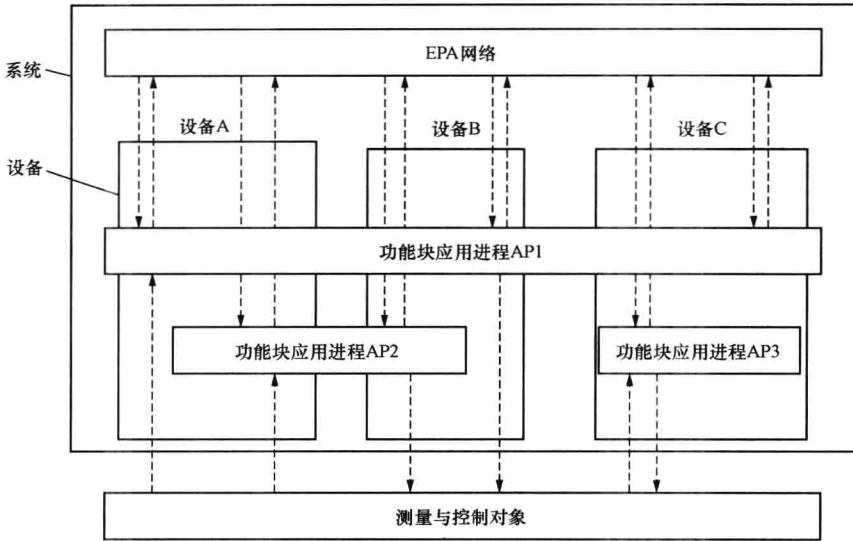 EPA网络
系统
设备A
设备B
设备C
设备
功能块应用进程AP1
功能块应用进程AP2
功能块应用进程AP3
测量与控制对象